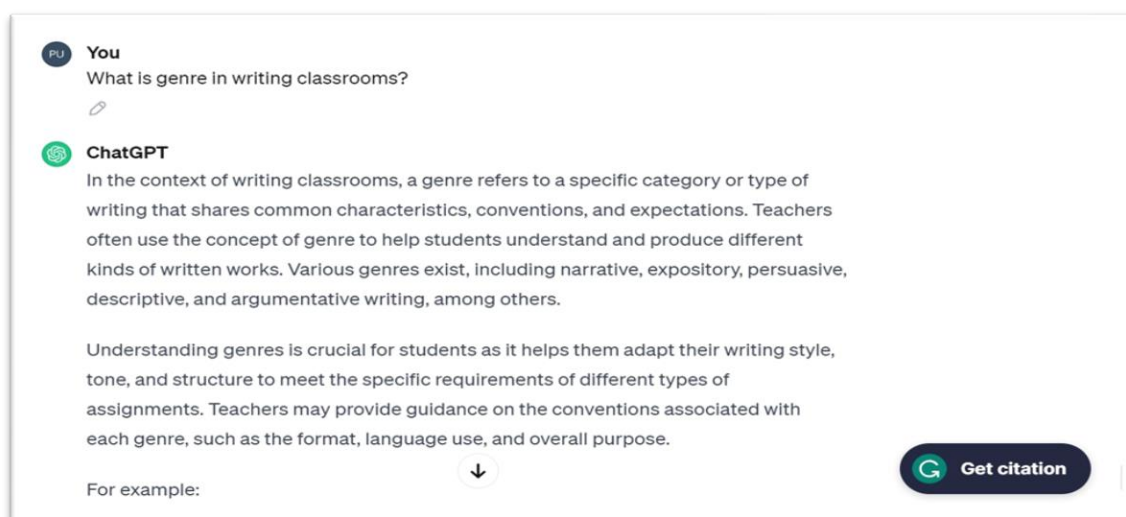 PU You
What is genre in writing classrooms?
ChatGPT
In the context of writing classrooms, a genre refers to a specific category or type of
writing that shares common characteristics, conventions, and expectations. Teachers
often use the concept of genre to help students understand and produce different
kinds of written works. Various genres exist, including narrative, expository, persuasive,
descriptive, and argumentative writing, among others.
Understanding genres is crucial for students as it helps them adapt their writing style,
tone, and structure to meet the specific requirements of different types of
assignments. Teachers may provide guidance on the conventions associated with
each genre, such as the format, language use, and overall purpose.
Get citation
For example: